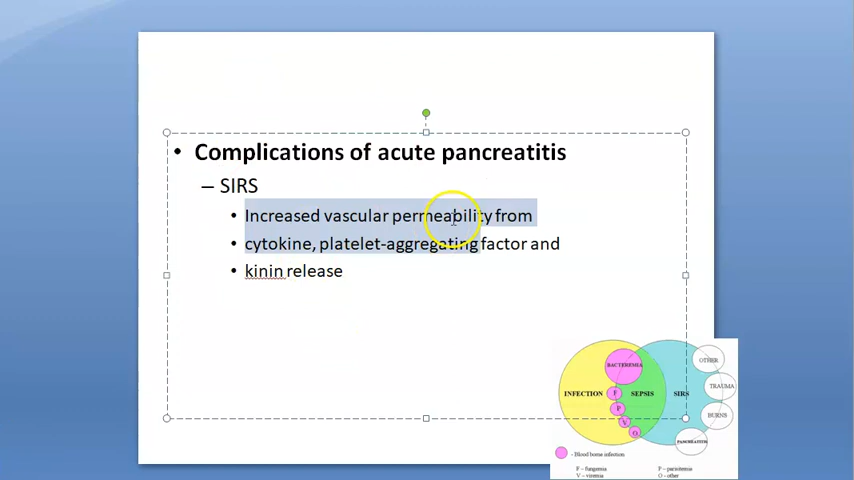 • Complications of acute pancreatitis
– SIRS
• Increased vascular permeability from
• cytokine, platelet-aggregating factor and
• kinin release
BACTEREMIA
OTHER
TRAUMA
INFECTION
F
SEPSIS
SIRS
P
BURNS
V
O
PANCREATITIS
- Blood borne infection
F – fungemia
P – parasitemia
V – viremia
O - other